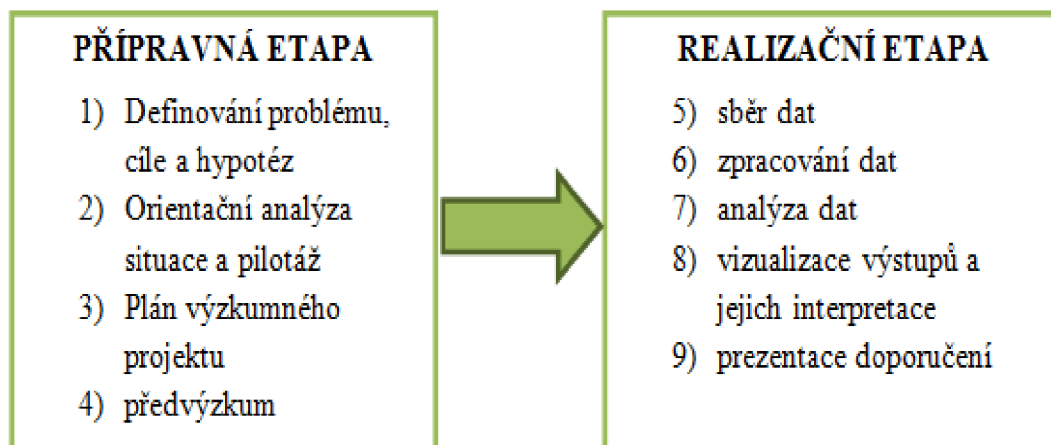 PŘÍPRAVNÁ ETAPA
1) Definování problému,
cíle a hypotéz
2) Orientační analýza
situace a pilotáž
3) Plán výzkumného
projektu
4) předvýzkum
REALIZAČNÍ ETAPA
5) sběr dat
6) zpracování dat
7) analýza dat
8) vizualizace výstupů a
jejich interpretace
9) prezentace doporučení